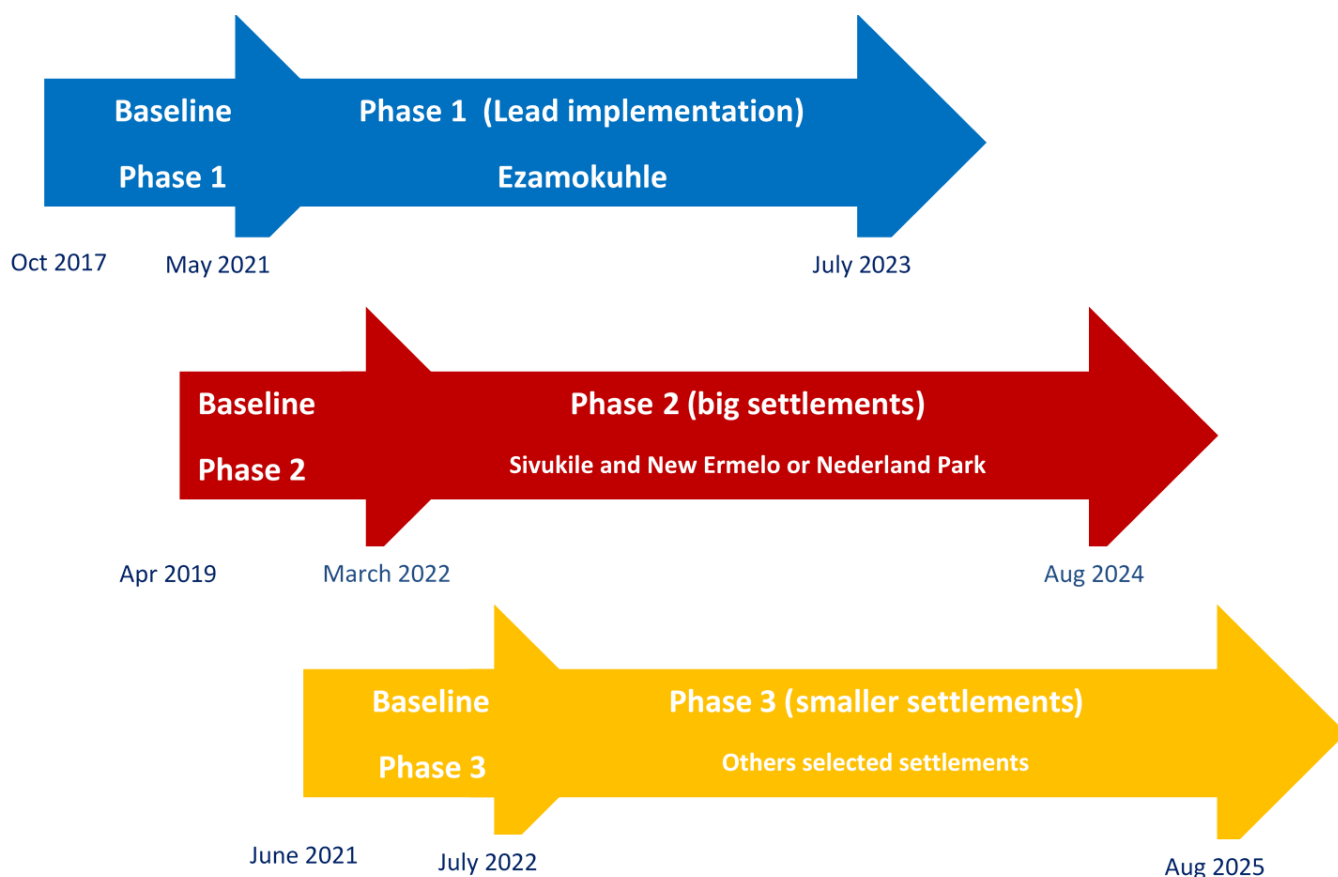 Baseline
Phase 1
Phase 1 (Lead implementation)
Ezamokuhle
Oct 2017
May 2021
July 2023
Baseline
Phase 2
Phase 2 (big settlements)
Sivukile and New Ermelo or Nederland Park
Apr 2019
March 2022
Aug 2024
Baseline
Phase 3
Phase 3 (smaller settlements)
Others selected settlements
June 2021
July 2022
Aug 2025